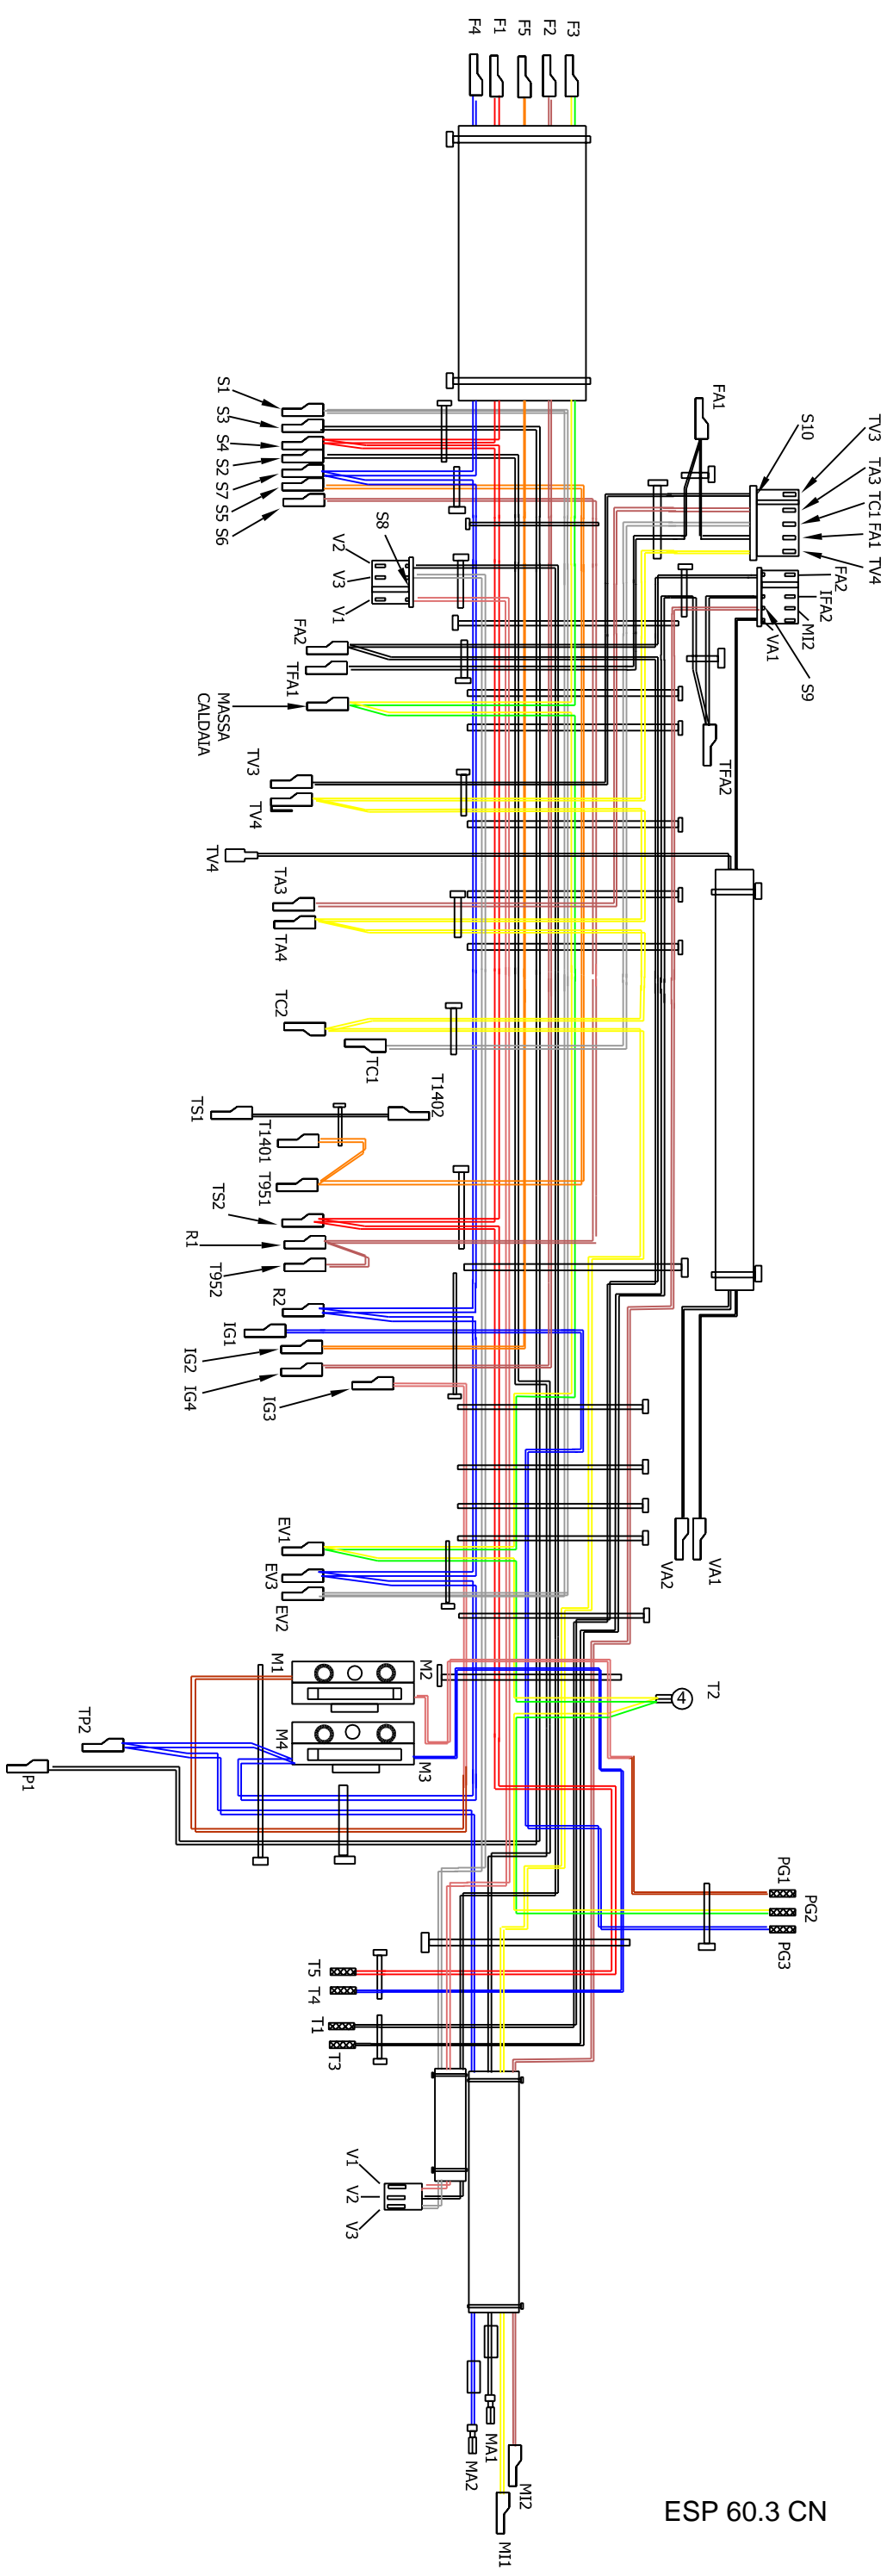 F4 F1 F5 F2 F3
S1
S3
S4
S2
S7
S5
S6
FA1
S10
TV3
TA3
TC1
FA1
TV4
V2
V3
V1
S8
FA2
IFA2
MI2
VA1
S9
FA2
TFA1
MASSA
CALDAIA
TFA2
TV3
TV4
TV4
TA3
TA4
TC2
TC1
TS1
T1402
T1401
T951
TS2
R1
T952
R2
IG1
IG2
IG4
IG3
VA2
VA1
EV1
EV3
EV2
M1
M2
T2
4
TP2
M4
M3
P1
PG1
PG2
PG3
T5
T4
T1
T3
V1
V2
V3
MA1
MA2
MI2
MI1
ESP 60.3 CN